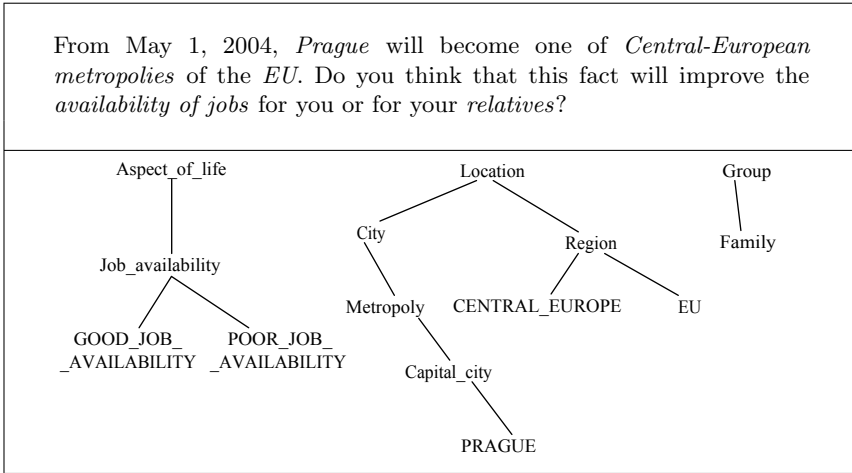 From May 1, 2004, Prague will become one of Central-European
metropolies of the EU. Do you think that this fact will improve the
availability of jobs for you or for your relatives?
Aspect_of_life
Location
Group
City
Region
Family
Job_availability
Metropoly
CENTRAL_EUROPE
EU
GOOD_JOB_
_AVAILABILITY
POOR_JOB_
_AVAILABILITY
Capital_city
PRAGUE